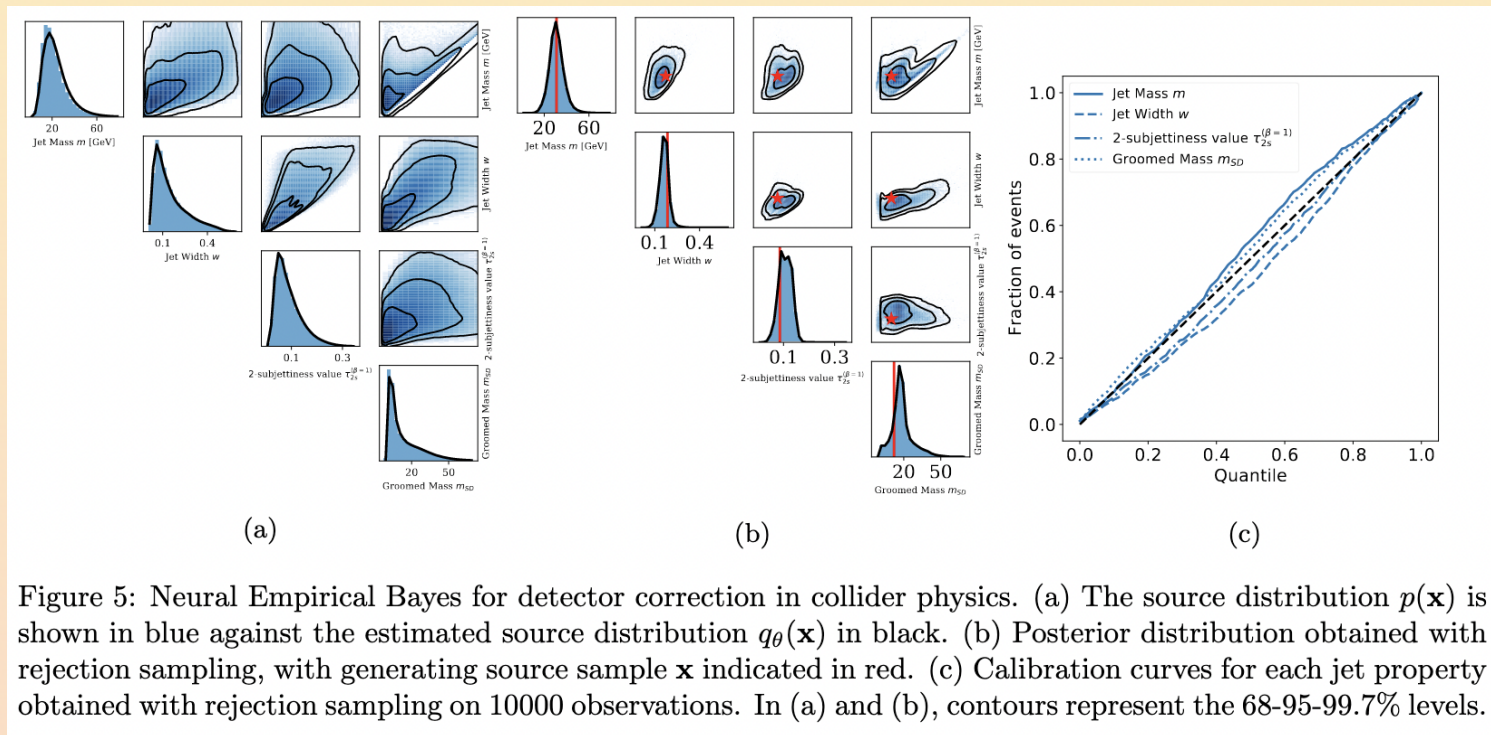 Jet Mass m [GeV]
20 60
Jet Mass m [GeV]
Jet Width w
0.1 0.4
Jet Width w
2-subjettiness value τ₂ₛ^(β=1)
0.1 0.3
2-subjettiness value τ₂ₛ^(β=1)
Groomed Mass m_SD
20 50
Groomed Mass m_SD
(a)
Jet Mass m [GeV]
20 60
Jet Mass m [GeV]
Jet Width w
0.1 0.4
Jet Width w
2-subjettiness value τ₂ₛ^(β=1)
0.1 0.3
2-subjettiness value τ₂ₛ^(β=1)
Groomed Mass m_SD
20 50
Groomed Mass m_SD
(b)
Jet Mass m
Jet Width w
2-subjettiness value τ₂ₛ^(β=1)
Groomed Mass m_SD
Fraction of events
1.0
0.8
0.6
0.4
0.2
0.0
0.0 0.2 0.4 0.6 0.8 1.0
Quantile
(c)
Figure 5: Neural Empirical Bayes for detector correction in collider physics. (a) The source distribution p(x) is
shown in blue against the estimated source distribution q_θ(x) in black. (b) Posterior distribution obtained with
rejection sampling, with generating source sample x indicated in red. (c) Calibration curves for each jet property
obtained with rejection sampling on 10000 observations. In (a) and (b), contours represent the 68-95-99.7% levels.